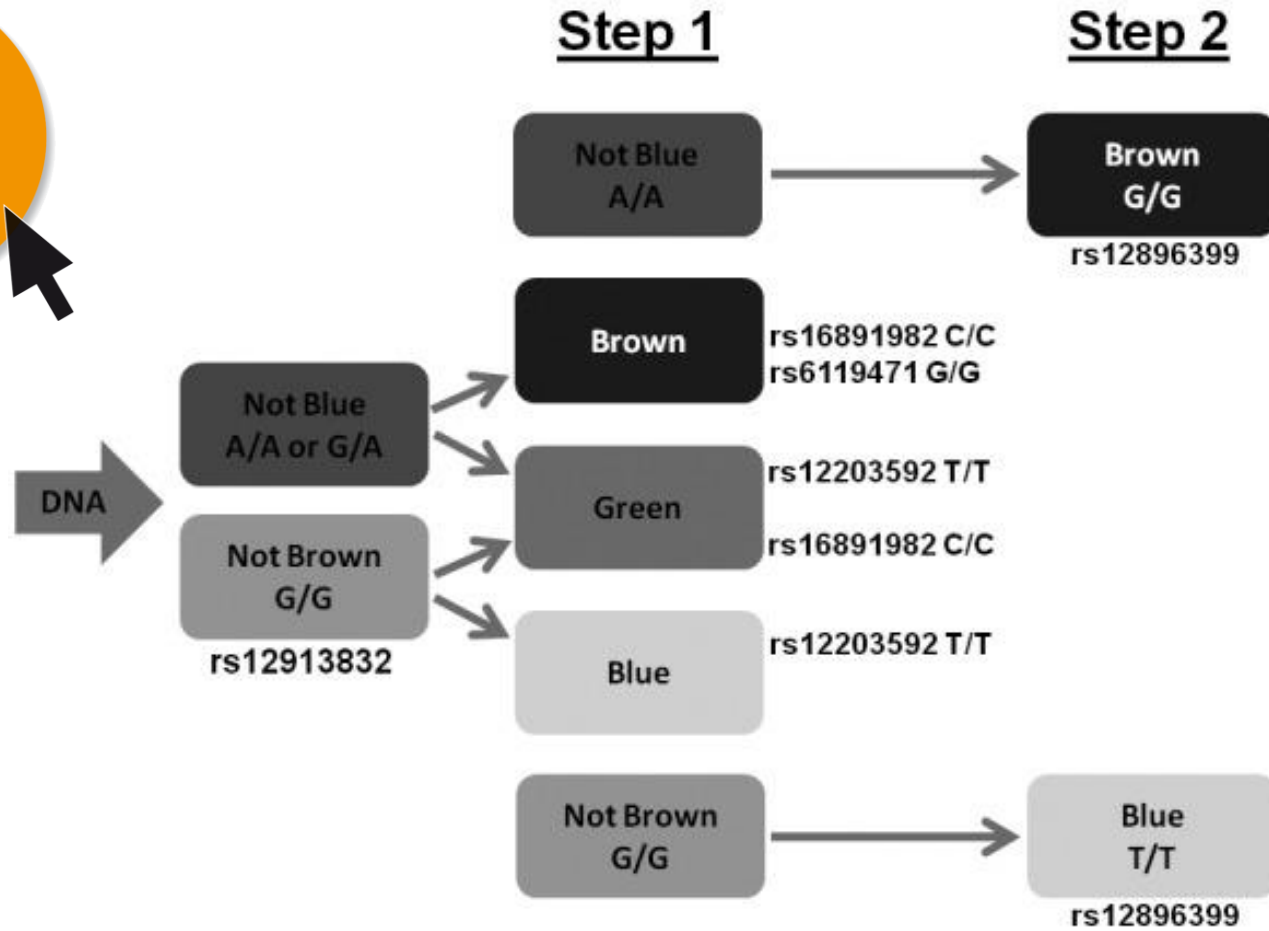 Step 1
Step 2
Not Blue
A/A
Brown
G/G
rs12896399
Brown
rs16891982 C/C
rs6119471 G/G
Not Blue
A/A or G/A
DNA
Green
rs12203592 T/T
rs16891982 C/C
Not Brown
G/G
rs12913832
Blue
rs12203592 T/T
Not Brown
G/G
Blue
T/T
rs12896399